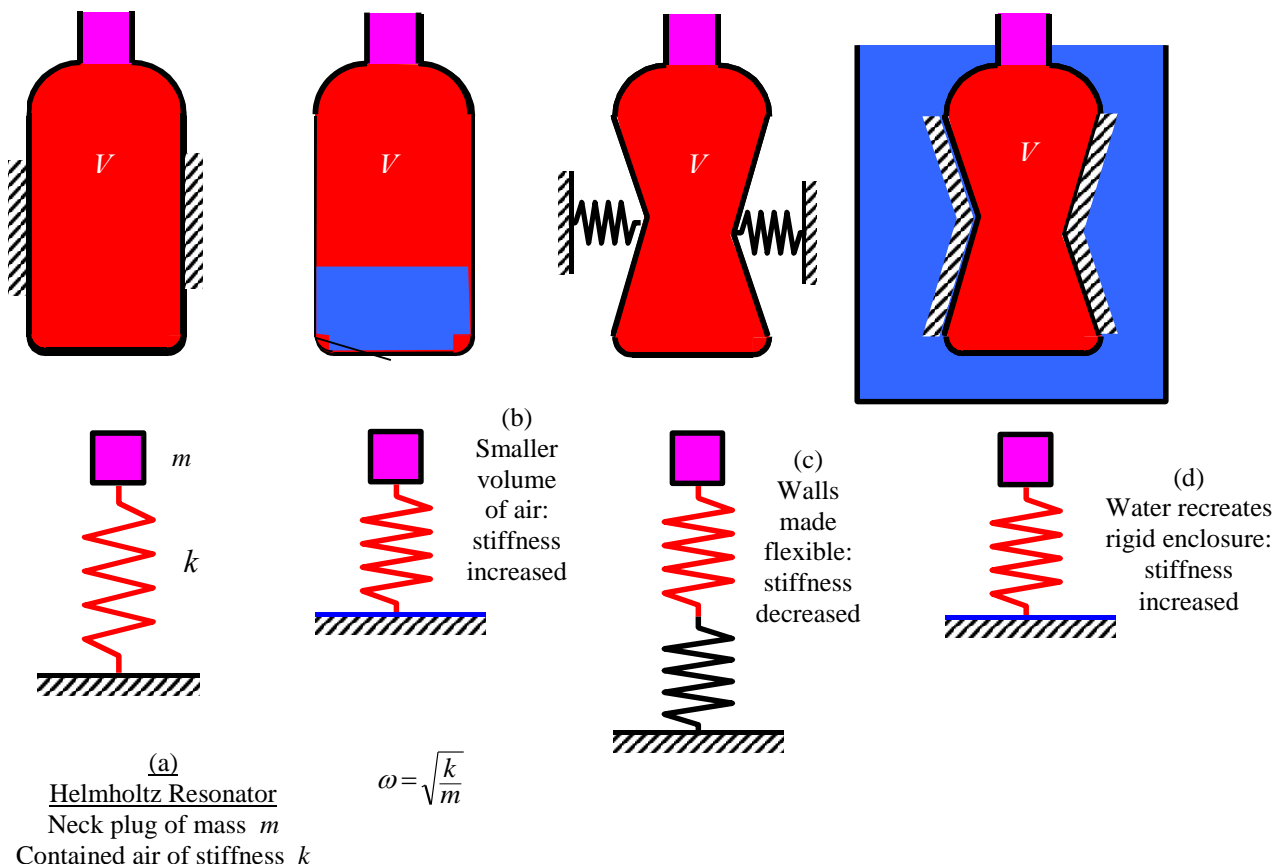 V
V
V
V
m
k
(a)
Helmholtz Resonator
Neck plug of mass m
Contained air of stiffness k
(b)
Smaller
volume
of air:
stiffness
increased
ω = √k/m
(c)
Walls
made
flexible:
stiffness
decreased
(d)
Water recreates
rigid enclosure:
stiffness
increased